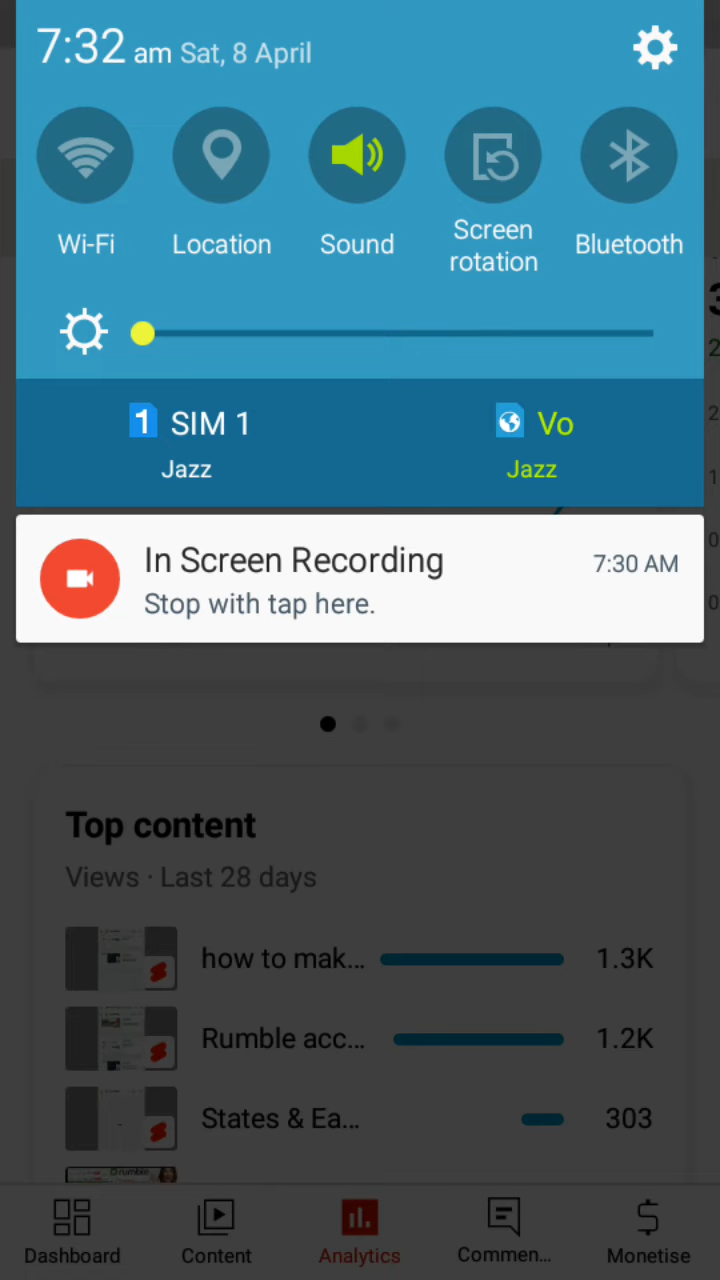 7:32 am Sat, 8 April
Wi-Fi
Location
Sound
Screen
rotation
Bluetooth
1 SIM 1
Jazz
Vo
Jazz
In Screen Recording
7:30 AM
Stop with tap here.
Top content
Views · Last 28 days
how to mak... 1.3K
Rumble acc... 1.2K
States & Ea... 303
rumble
Dashboard
Content
Analytics
Commen...
Monetise